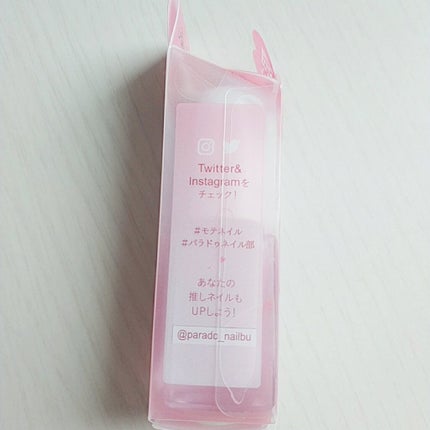 Twitter&
Instagramを
チェック!
#モテネイル
#パラドゥネイル部
あなたの
推しネイルも
UPしよう!
@parado_nailbu